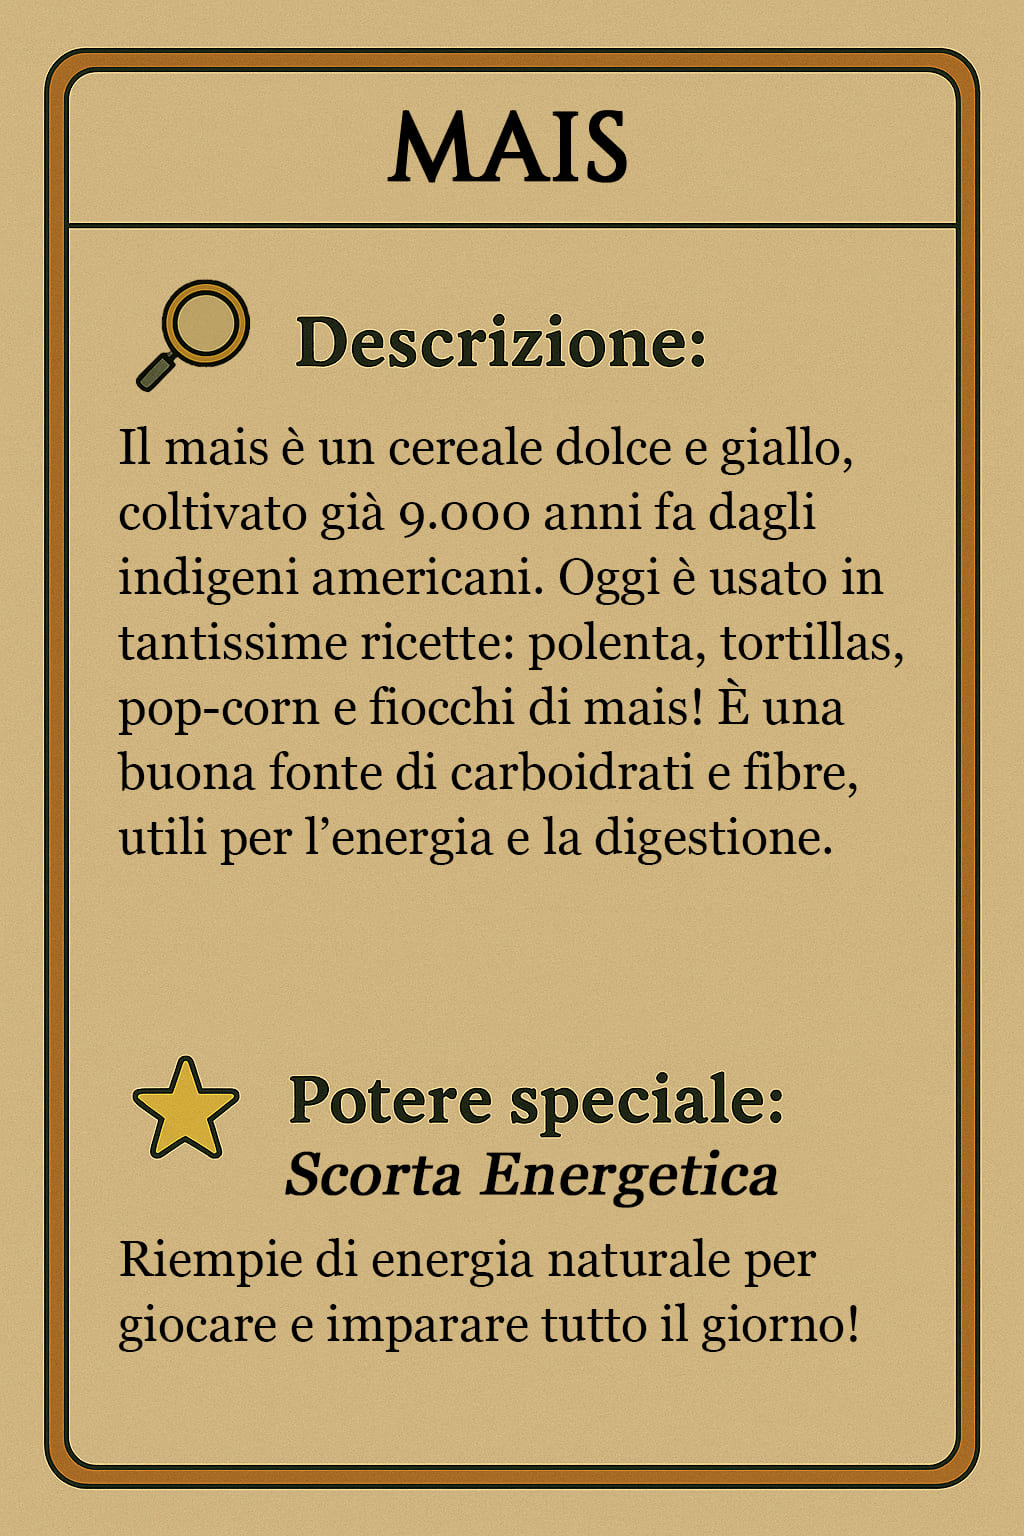 MAIS
Descrizione:
Il mais è un cereale dolce e giallo,
coltivato già 9.000 anni fa dagli
indigeni americani. Oggi è usato in
tantissime ricette: polenta, tortillas,
pop-corn e fiocchi di mais! È una
buona fonte di carboidrati e fibre,
utili per l’energia e la digestione.
Potere speciale:
Scorta Energetica
Riempie di energia naturale per
giocare e imparare tutto il giorno!